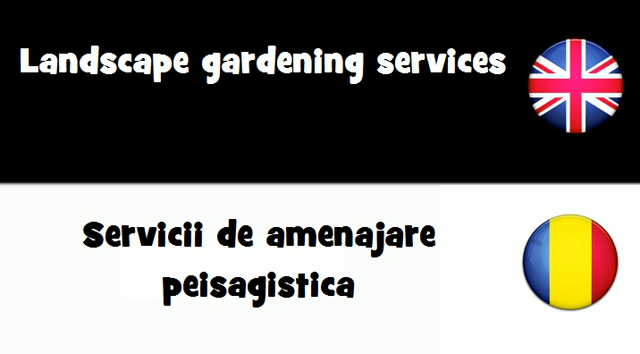 Landscape gardening services
Servicii de amenajare
peisagistica